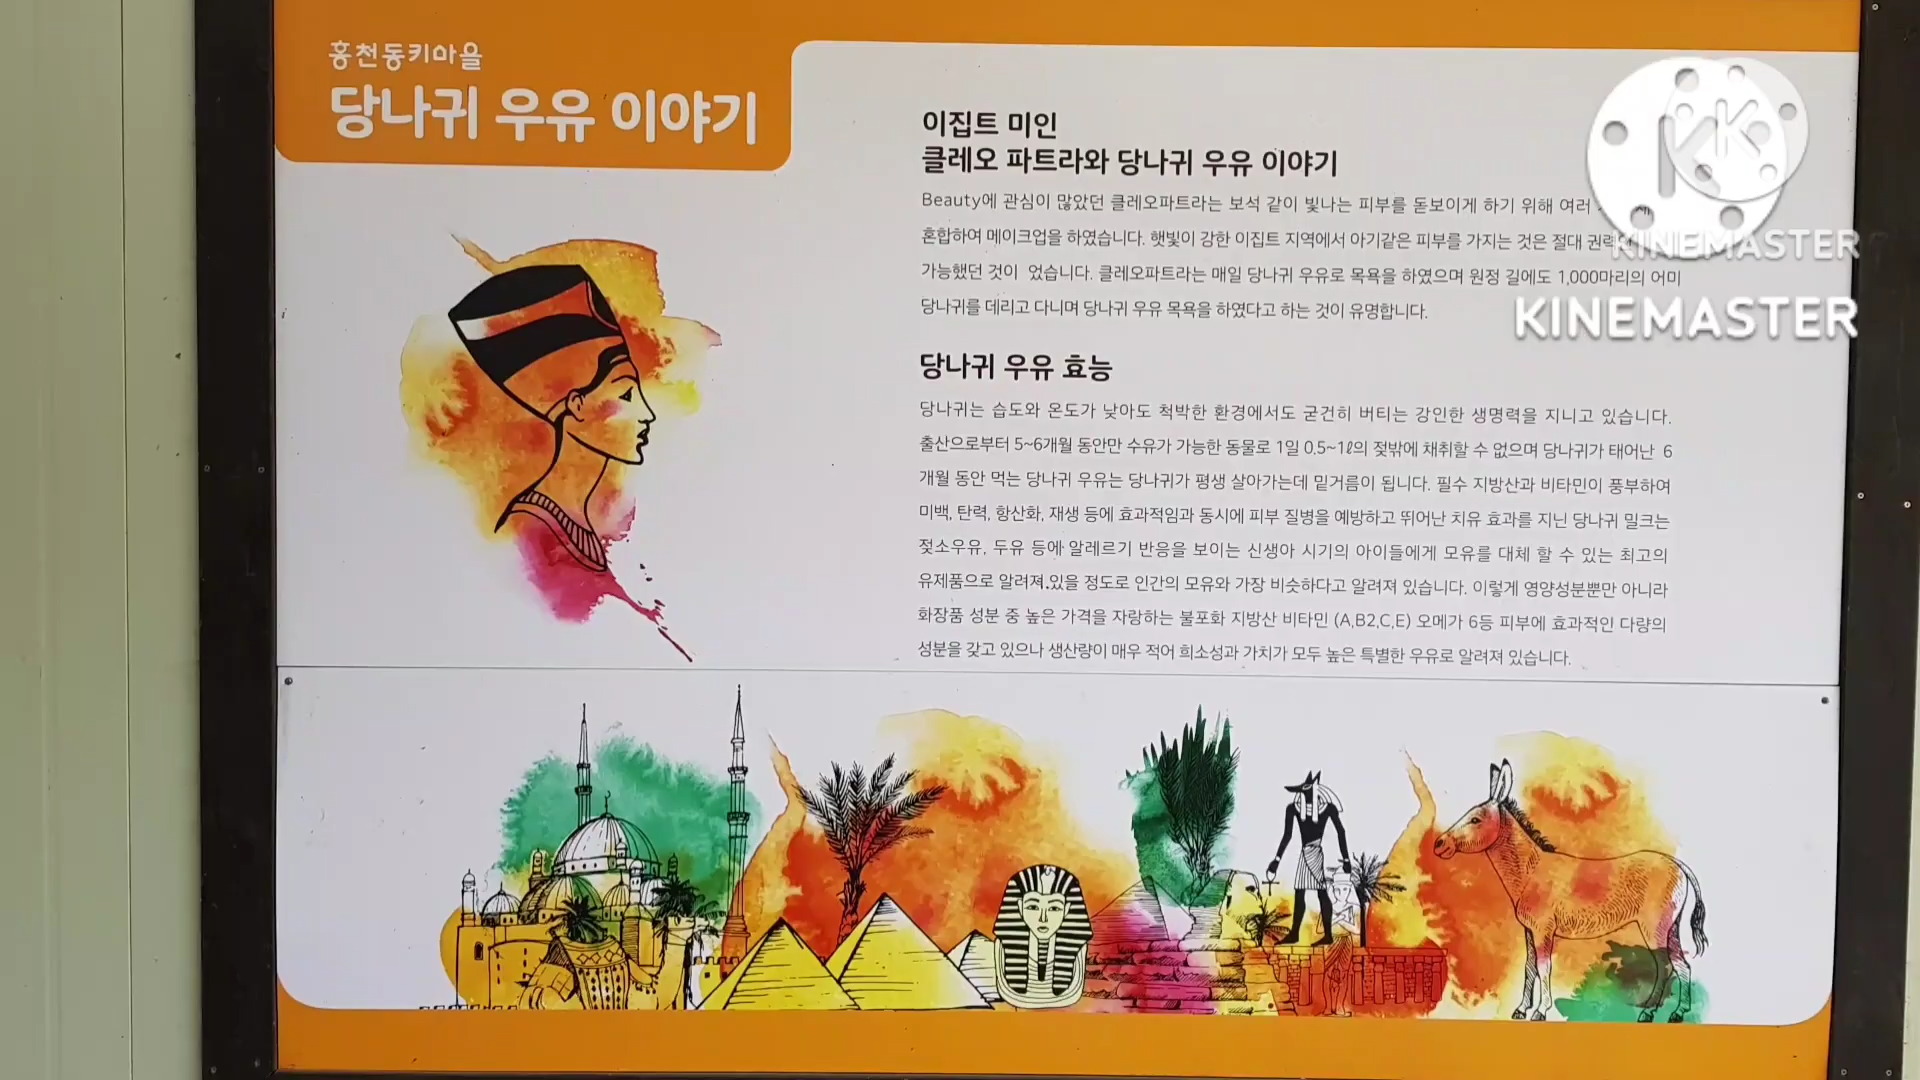 홍천동키마을
당나귀 우유 이야기
이집트 미인
클레오 파트라와 당나귀 우유 이야기
Beauty에 관심이 많았던 클레오파트라는 보석 같이 빛나는 피부를 돋보이게 하기 위해 여러
혼합하여 메이크업을 하였습니다. 햇빛이 강한 이집트 지역에서 아기같은 피부를 가지는 것은 절대
가능했던 것이 었습니다. 클레오파트라는 매일 당나귀 우유로 목욕을 하였으며 원정 길에도 1,000마리의 어미
당나귀를 데리고 다니며 당나귀 우유 목욕을 하였다고 하는 것이 유명합니다.
당나귀 우유 효능
당나귀는 습도와 온도가 낮아도 척박한 환경에서도 굳건히 버티는 강인한 생명력을 지니고 있습니다.
출산으로부터 5~6개월 동안만 수유가 가능한 동물로 1일 0.5~1ℓ의 젖밖에 채취할 수 없으며 당나귀가 태어난 6
개월 동안 먹는 당나귀 우유는 당나귀가 평생 살아가는데 밑거름이 됩니다. 필수 지방산과 비타민이 풍부하여
미백, 탄력, 항산화, 재생 등에 효과적임과 동시에 피부 질병을 예방하고 뛰어난 치유 효과를 지닌 당나귀 밀크는
젖소우유, 두유 등에 알레르기 반응을 보이는 신생아 시기의 아이들에게 모유를 대체 할 수 있는 최고의
유제품으로 알려져.있을 정도로 인간의 모유와 가장 비슷하다고 알려져 있습니다. 이렇게 영양성분뿐만 아니라
화장품 성분 중 높은 가격을 자랑하는 불포화 지방산 비타민 (A,B2,C,E) 오메가 6등 피부에 효과적인 다량의
성분을 갖고 있으나 생산량이 매우 적어 희소성과 가치가 모두 높은 특별한 우유로 알려져 있습니다.
K
K
KINEMASTER
KINEMASTER